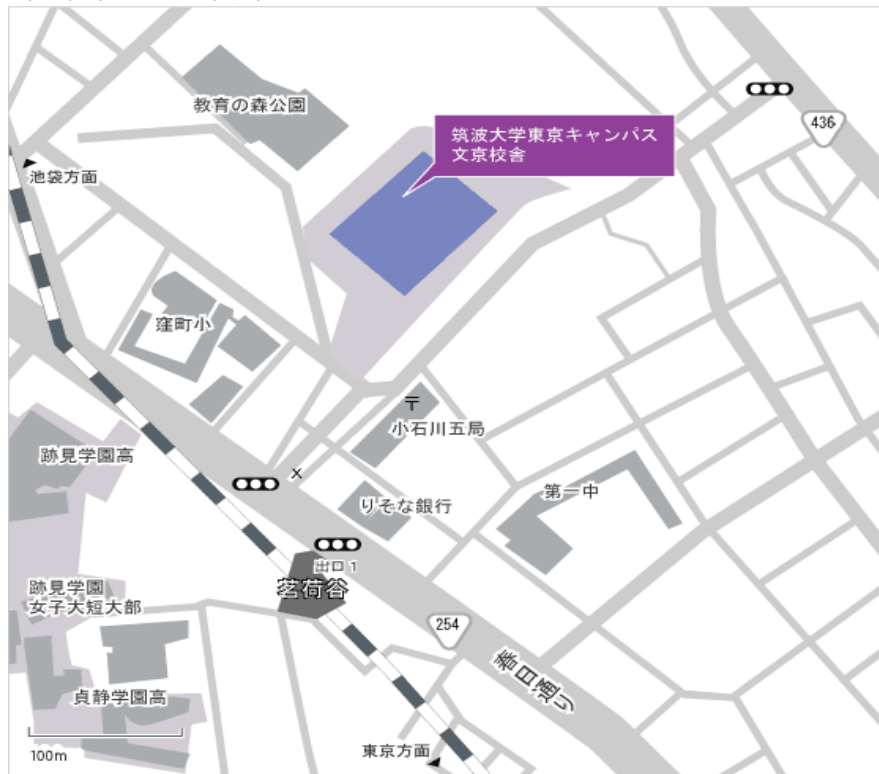 教育の森公園
筑波大学東京キャンパス
文京校舎
436
池袋方面
窪町小
〒
小石川五局
跡見学園高
りそな銀行
第一中
出口1
茗荷谷
跡見学園
女子大短大部
254
春日通り
貞静学園高
東京方面
100m